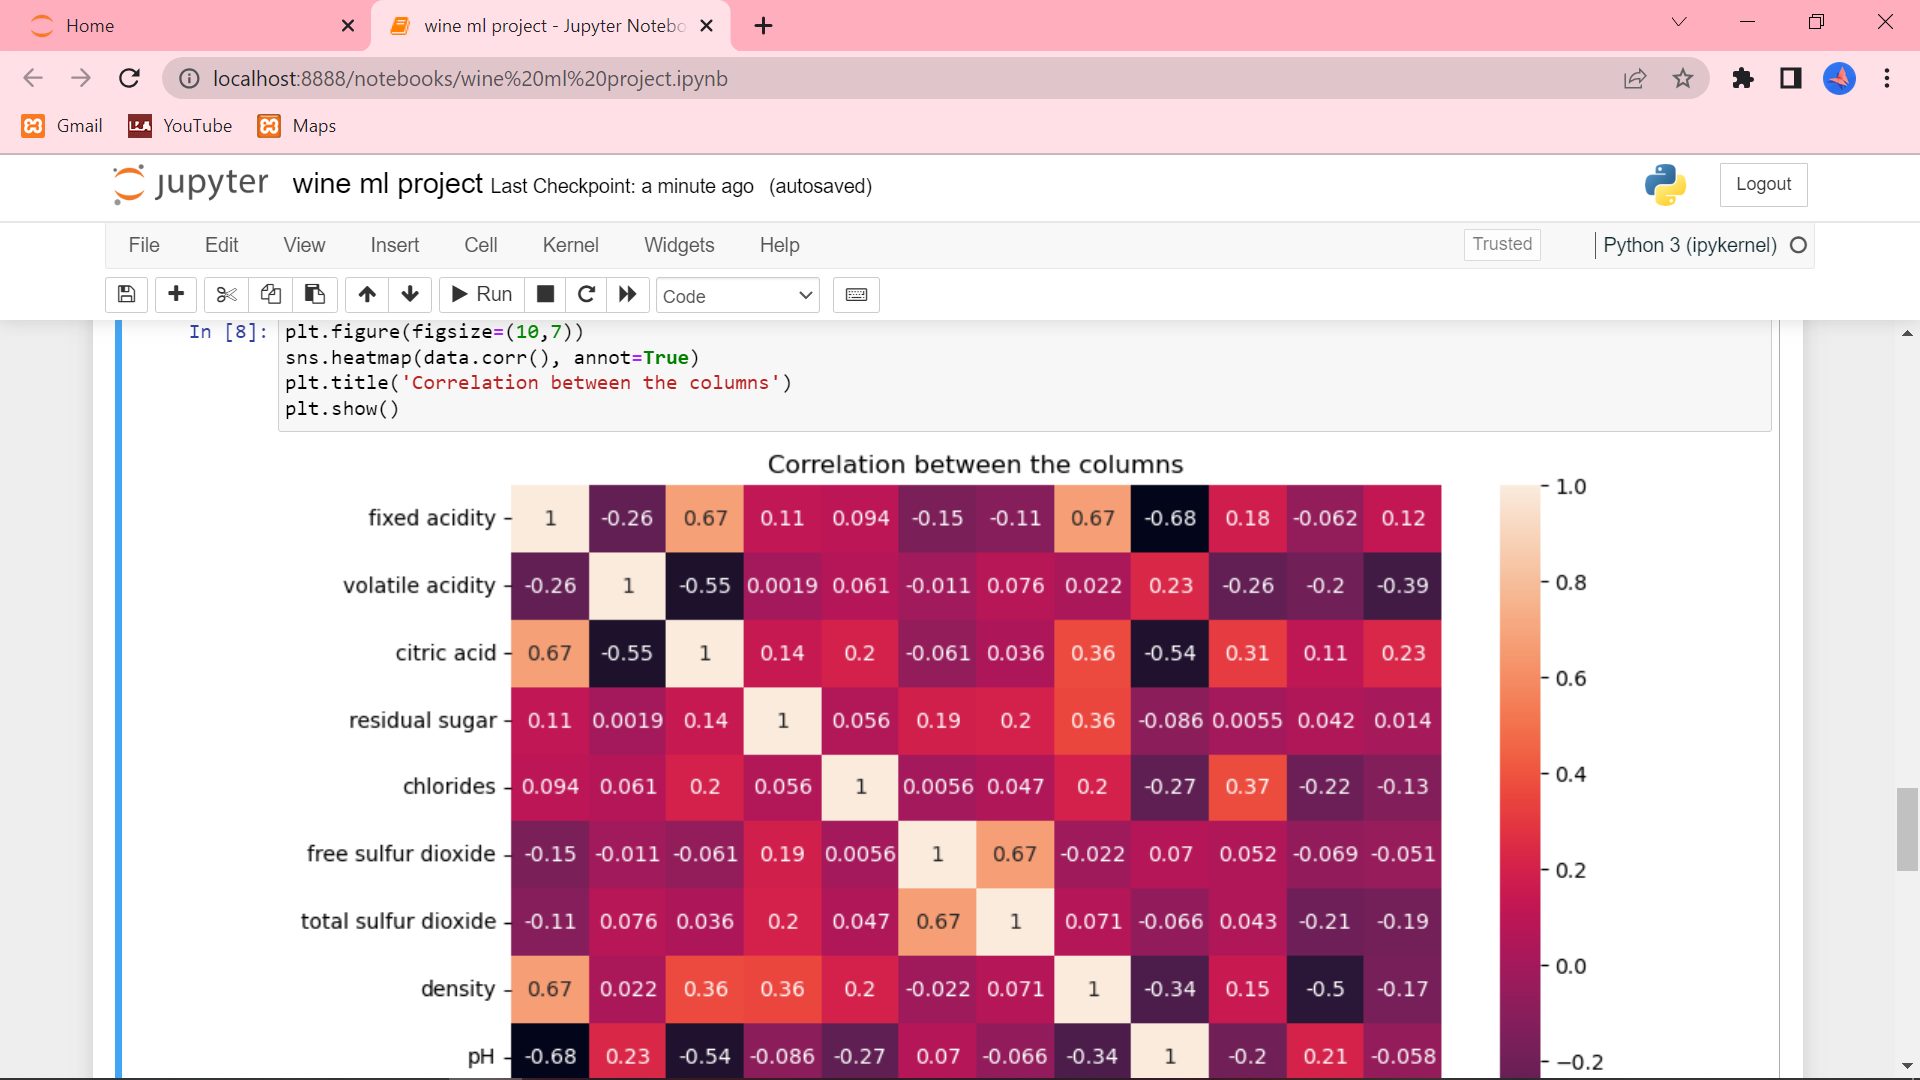 Home
wine ml project - Jupyter Notebo
localhost:8888/notebooks/wine%20ml%20project.ipynb
Gmail YouTube Maps
jupyter wine ml project Last Checkpoint: a minute ago (autosaved)
Logout
File Edit View Insert Cell Kernel Widgets Help
Trusted
Python 3 (ipykernel)
Run
Code
In [8]: plt.figure(figsize=(10,7))
sns.heatmap(data.corr(), annot=True)
plt.title('Correlation between the columns')
plt.show()
Correlation between the columns
fixed acidity 1 -0.26 0.67 0.11 0.094 -0.15 -0.11 0.67 -0.68 0.18 -0.062 0.12
volatile acidity -0.26 1 -0.55 0.0019 0.061 -0.011 0.076 0.022 0.23 -0.26 -0.2 -0.39
citric acid 0.67 -0.55 1 0.14 0.2 -0.061 0.036 0.36 -0.54 0.31 0.11 0.23
residual sugar 0.11 0.0019 0.14 1 0.056 0.19 0.2 0.36 -0.086 0.0055 0.042 0.014
chlorides 0.094 0.061 0.2 0.056 1 0.0056 0.047 0.2 -0.27 0.37 -0.22 -0.13
free sulfur dioxide -0.15 -0.011 -0.061 0.19 0.0056 1 0.67 -0.022 0.07 0.052 -0.069 -0.051
total sulfur dioxide -0.11 0.076 0.036 0.2 0.047 0.67 1 0.071 -0.066 0.043 -0.21 -0.19
density 0.67 0.022 0.36 0.36 0.2 -0.022 0.071 1 -0.34 0.15 -0.5 -0.17
pH -0.68 0.23 -0.54 -0.086 -0.27 0.07 -0.066 -0.34 1 -0.2 0.21 -0.058
1.0
0.8
0.6
0.4
0.2
0.0
−0.2